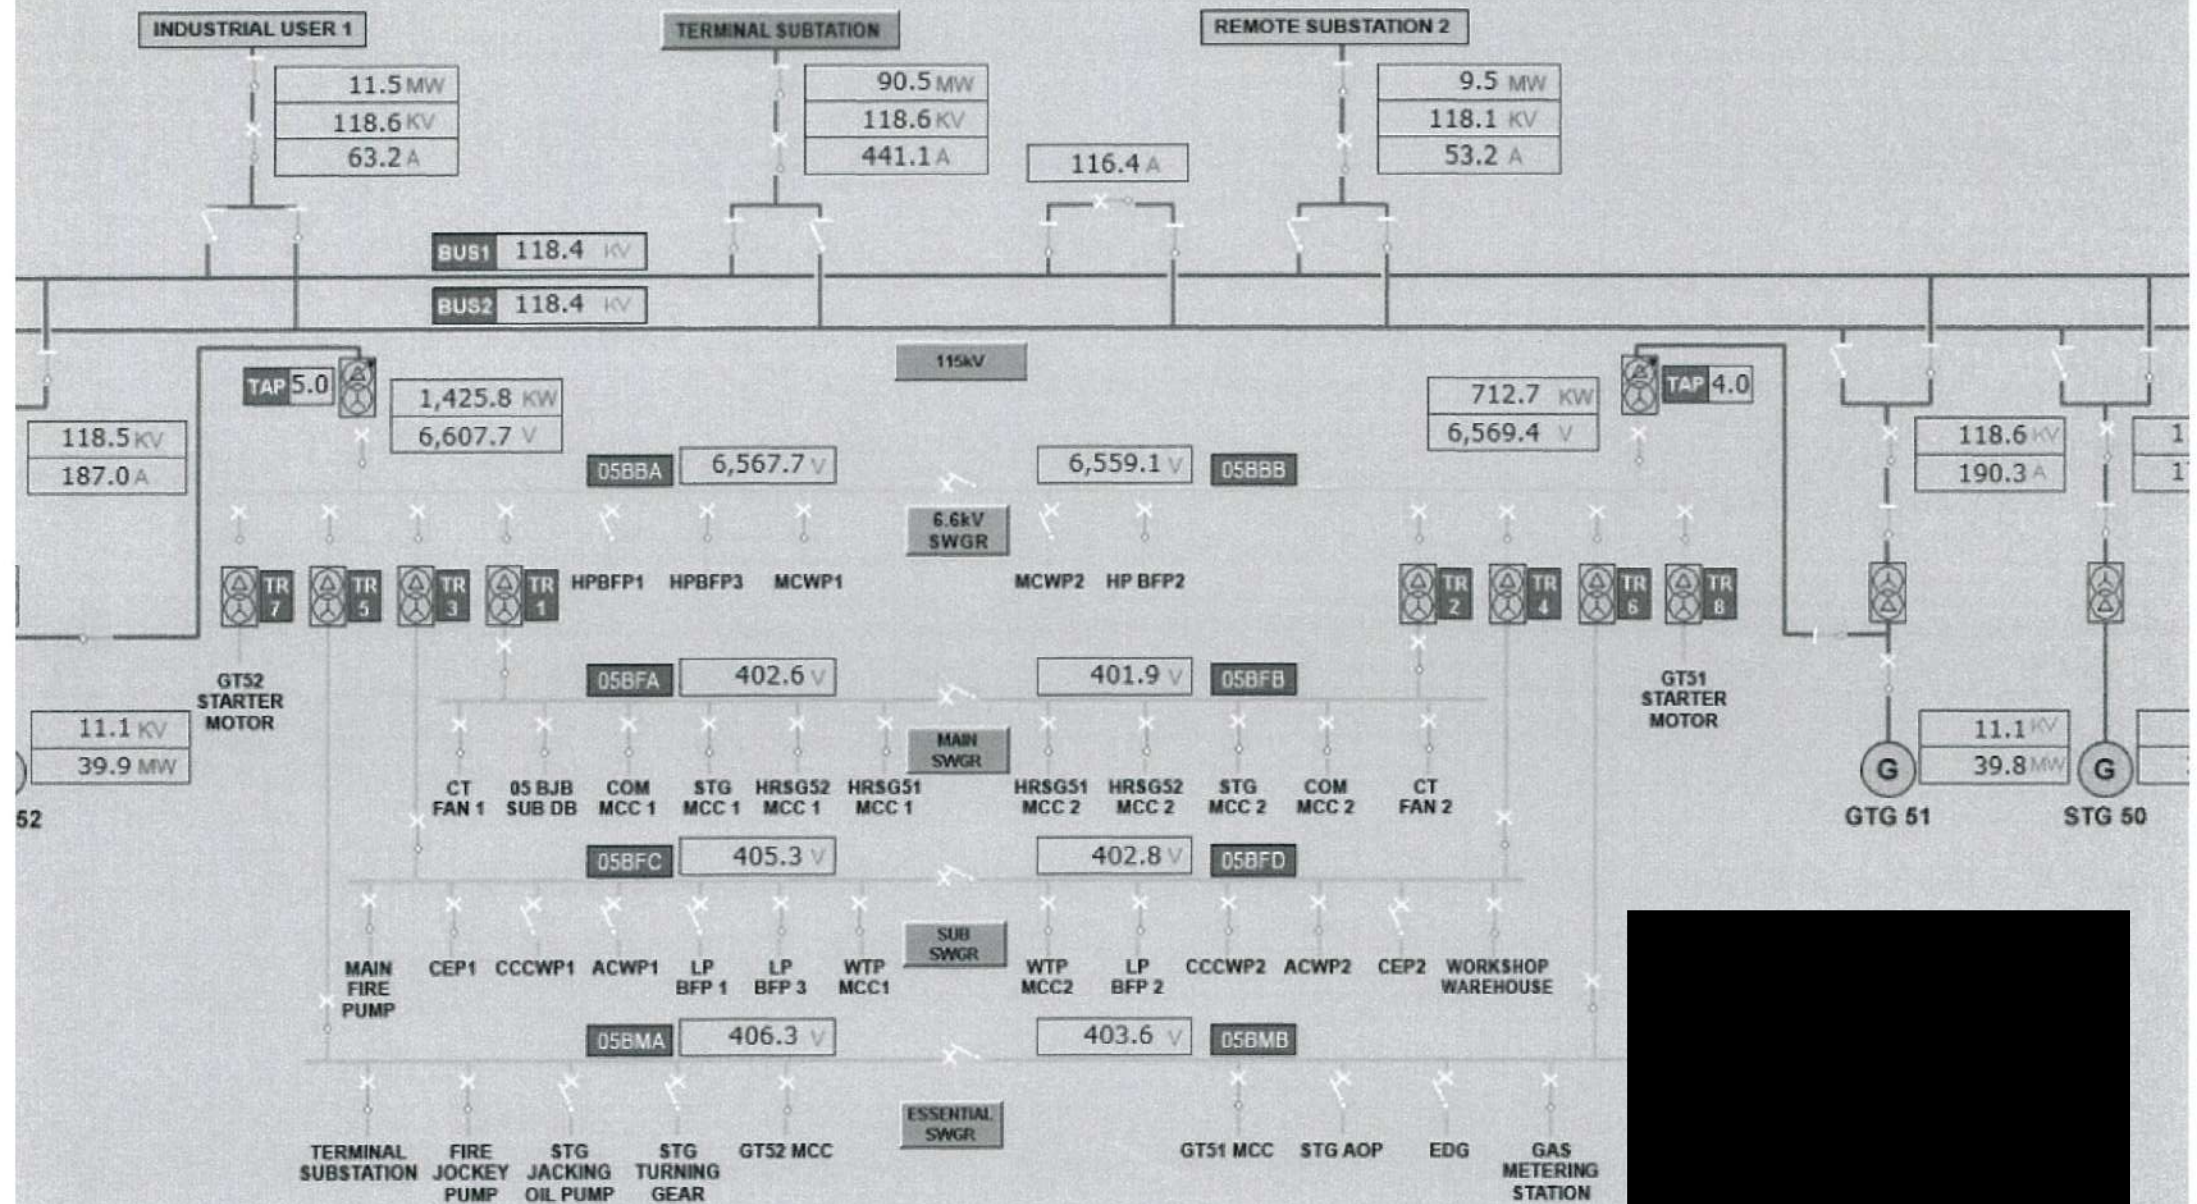 INDUSTRIAL USER 1
TERMINAL SUBTATION
REMOTE SUBSTATION 2
11.5 MW
118.6 KV
63.2 A
90.5 MW
118.6 KV
441.1 A
116.4 A
9.5 MW
118.1 KV
53.2 A
BUS1 118.4 KV
BUS2 118.4 KV
115kV
TAP 5.0
1,425.8 KW
6,607.7 V
712.7 KW
6,569.4 V
TAP 4.0
118.5 KV
187.0 A
118.6 KV
190.3 A
05BBA 6,567.7 V
6,559.1 V 05BBB
6.6kV
SWGR
TR
7
TR
5
TR
3
TR
1
HPBFP1
HPBFP3
MCWP1
MCWP2
HP BFP2
TR
2
TR
4
TR
6
TR
8
GT52
STARTER
MOTOR
05BFA 402.6 V
401.9 V 05BFB
GT51
STARTER
MOTOR
11.1 KV
39.9 MW
52
MAIN
SWGR
11.1 KV
39.8 MW
G
GTG 51
G
STG 50
CT
FAN 1
05 BJB
SUB DB
COM
MCC 1
STG
MCC 1
HRSG52
MCC 1
HRSG51
MCC 1
HRSG51
MCC 2
HRSG52
MCC 2
STG
MCC 2
COM
MCC 2
CT
FAN 2
05BFC 405.3 V
402.8 V 05BFD
SUB
SWGR
MAIN
FIRE
PUMP
CEP1
CCCWP1
ACWP1
LP
BFP 1
LP
BFP 3
WTP
MCC1
WTP
MCC2
LP
BFP 2
CCCWP2
ACWP2
CEP2
WORKSHOP
WAREHOUSE
05BMA 406.3 V
403.6 V 05BMB
ESSENTIAL
SWGR
TERMINAL
SUBSTATION
FIRE
JOCKEY
PUMP
STG
JACKING
OIL PUMP
STG
TURNING
GEAR
GT52 MCC
GT51 MCC
STG AOP
EDG
GAS
METERING
STATION